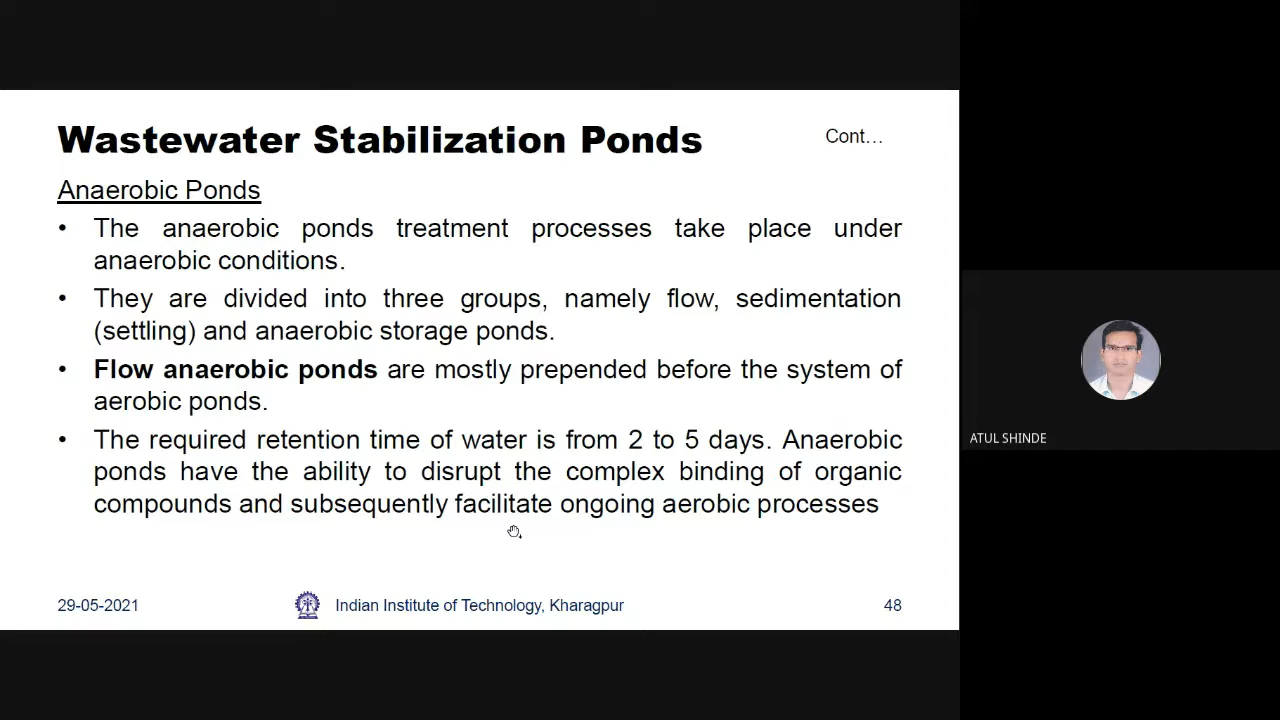 Wastewater Stabilization Ponds
Cont...
Anaerobic Ponds
• The anaerobic ponds treatment processes take place under
anaerobic conditions.
• They are divided into three groups, namely flow, sedimentation
(settling) and anaerobic storage ponds.
• Flow anaerobic ponds are mostly prepended before the system of
aerobic ponds.
• The required retention time of water is from 2 to 5 days. Anaerobic
ponds have the ability to disrupt the complex binding of organic
compounds and subsequently facilitate ongoing aerobic processes
29-05-2021
Indian Institute of Technology, Kharagpur
48
ATUL SHINDE